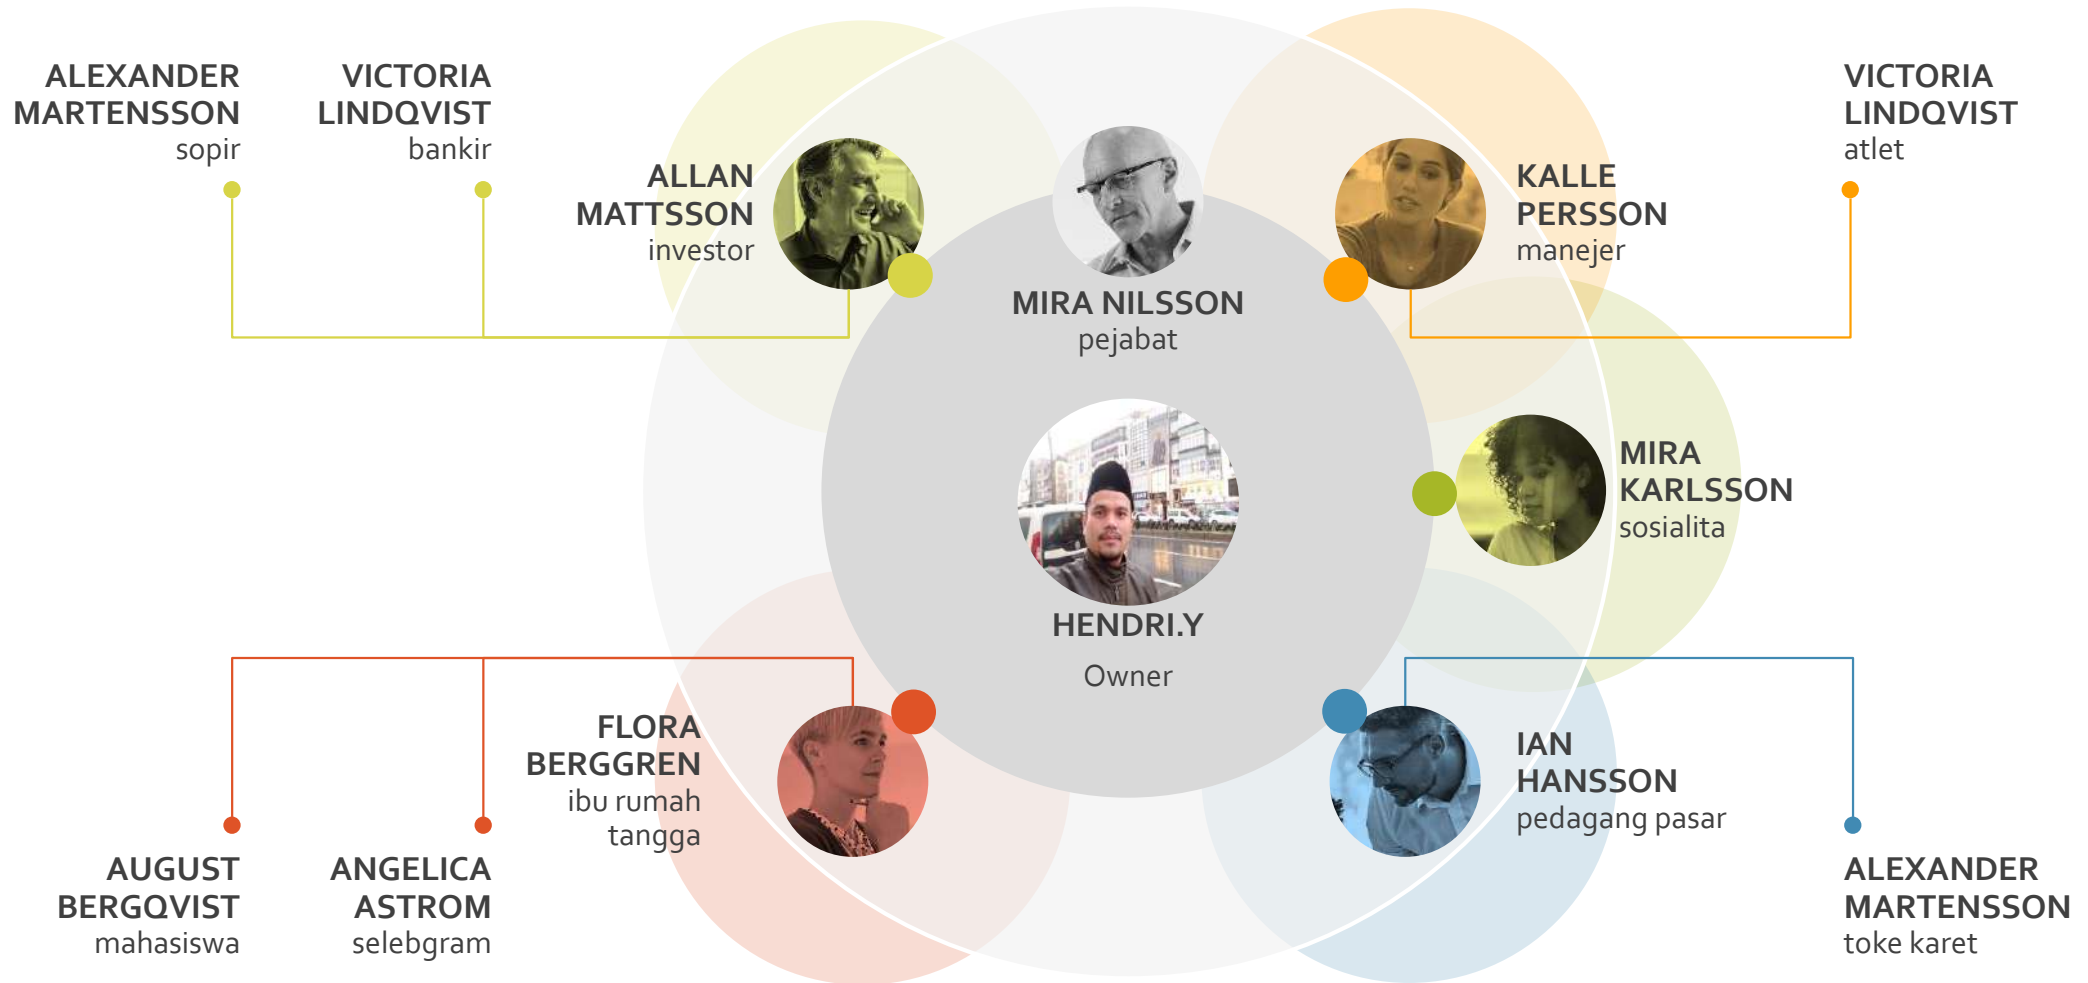 ALEXANDER
MARTENSSON
sopir
VICTORIA
LINDQVIST
bankir
ALLAN
MATTSSON
investor
MIRA NILSSON
pejabat
KALLE
PERSSON
manejer
VICTORIA
LINDQVIST
atlet
MIRA
KARLSSON
sosialita
HENDRI.Y
Owner
FLORA
BERGGREN
ibu rumah
tangga
IAN
HANSSON
pedagang pasar
AUGUST
BERGQVIST
mahasiswa
ANGELICA
ASTROM
selebgram
ALEXANDER
MARTENSSON
toke karet